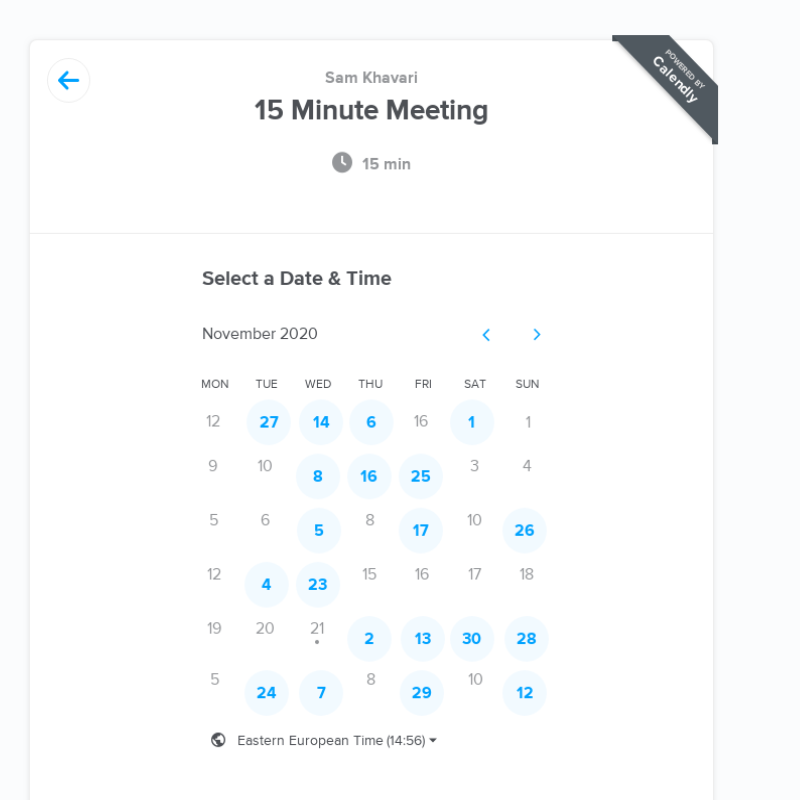 POWERED BY
Calendly
Sam Khavari
15 Minute Meeting
15 min
Select a Date & Time
November 2020
MON TUE WED THU FRI SAT SUN
12 27 14 6 16 1 1
9 10 8 16 25 3 4
5 6 5 8 17 10 26
12 4 23 15 16 17 18
19 20 21 2 13 30 28
5 24 7 8 29 10 12
Eastern European Time (14:56)